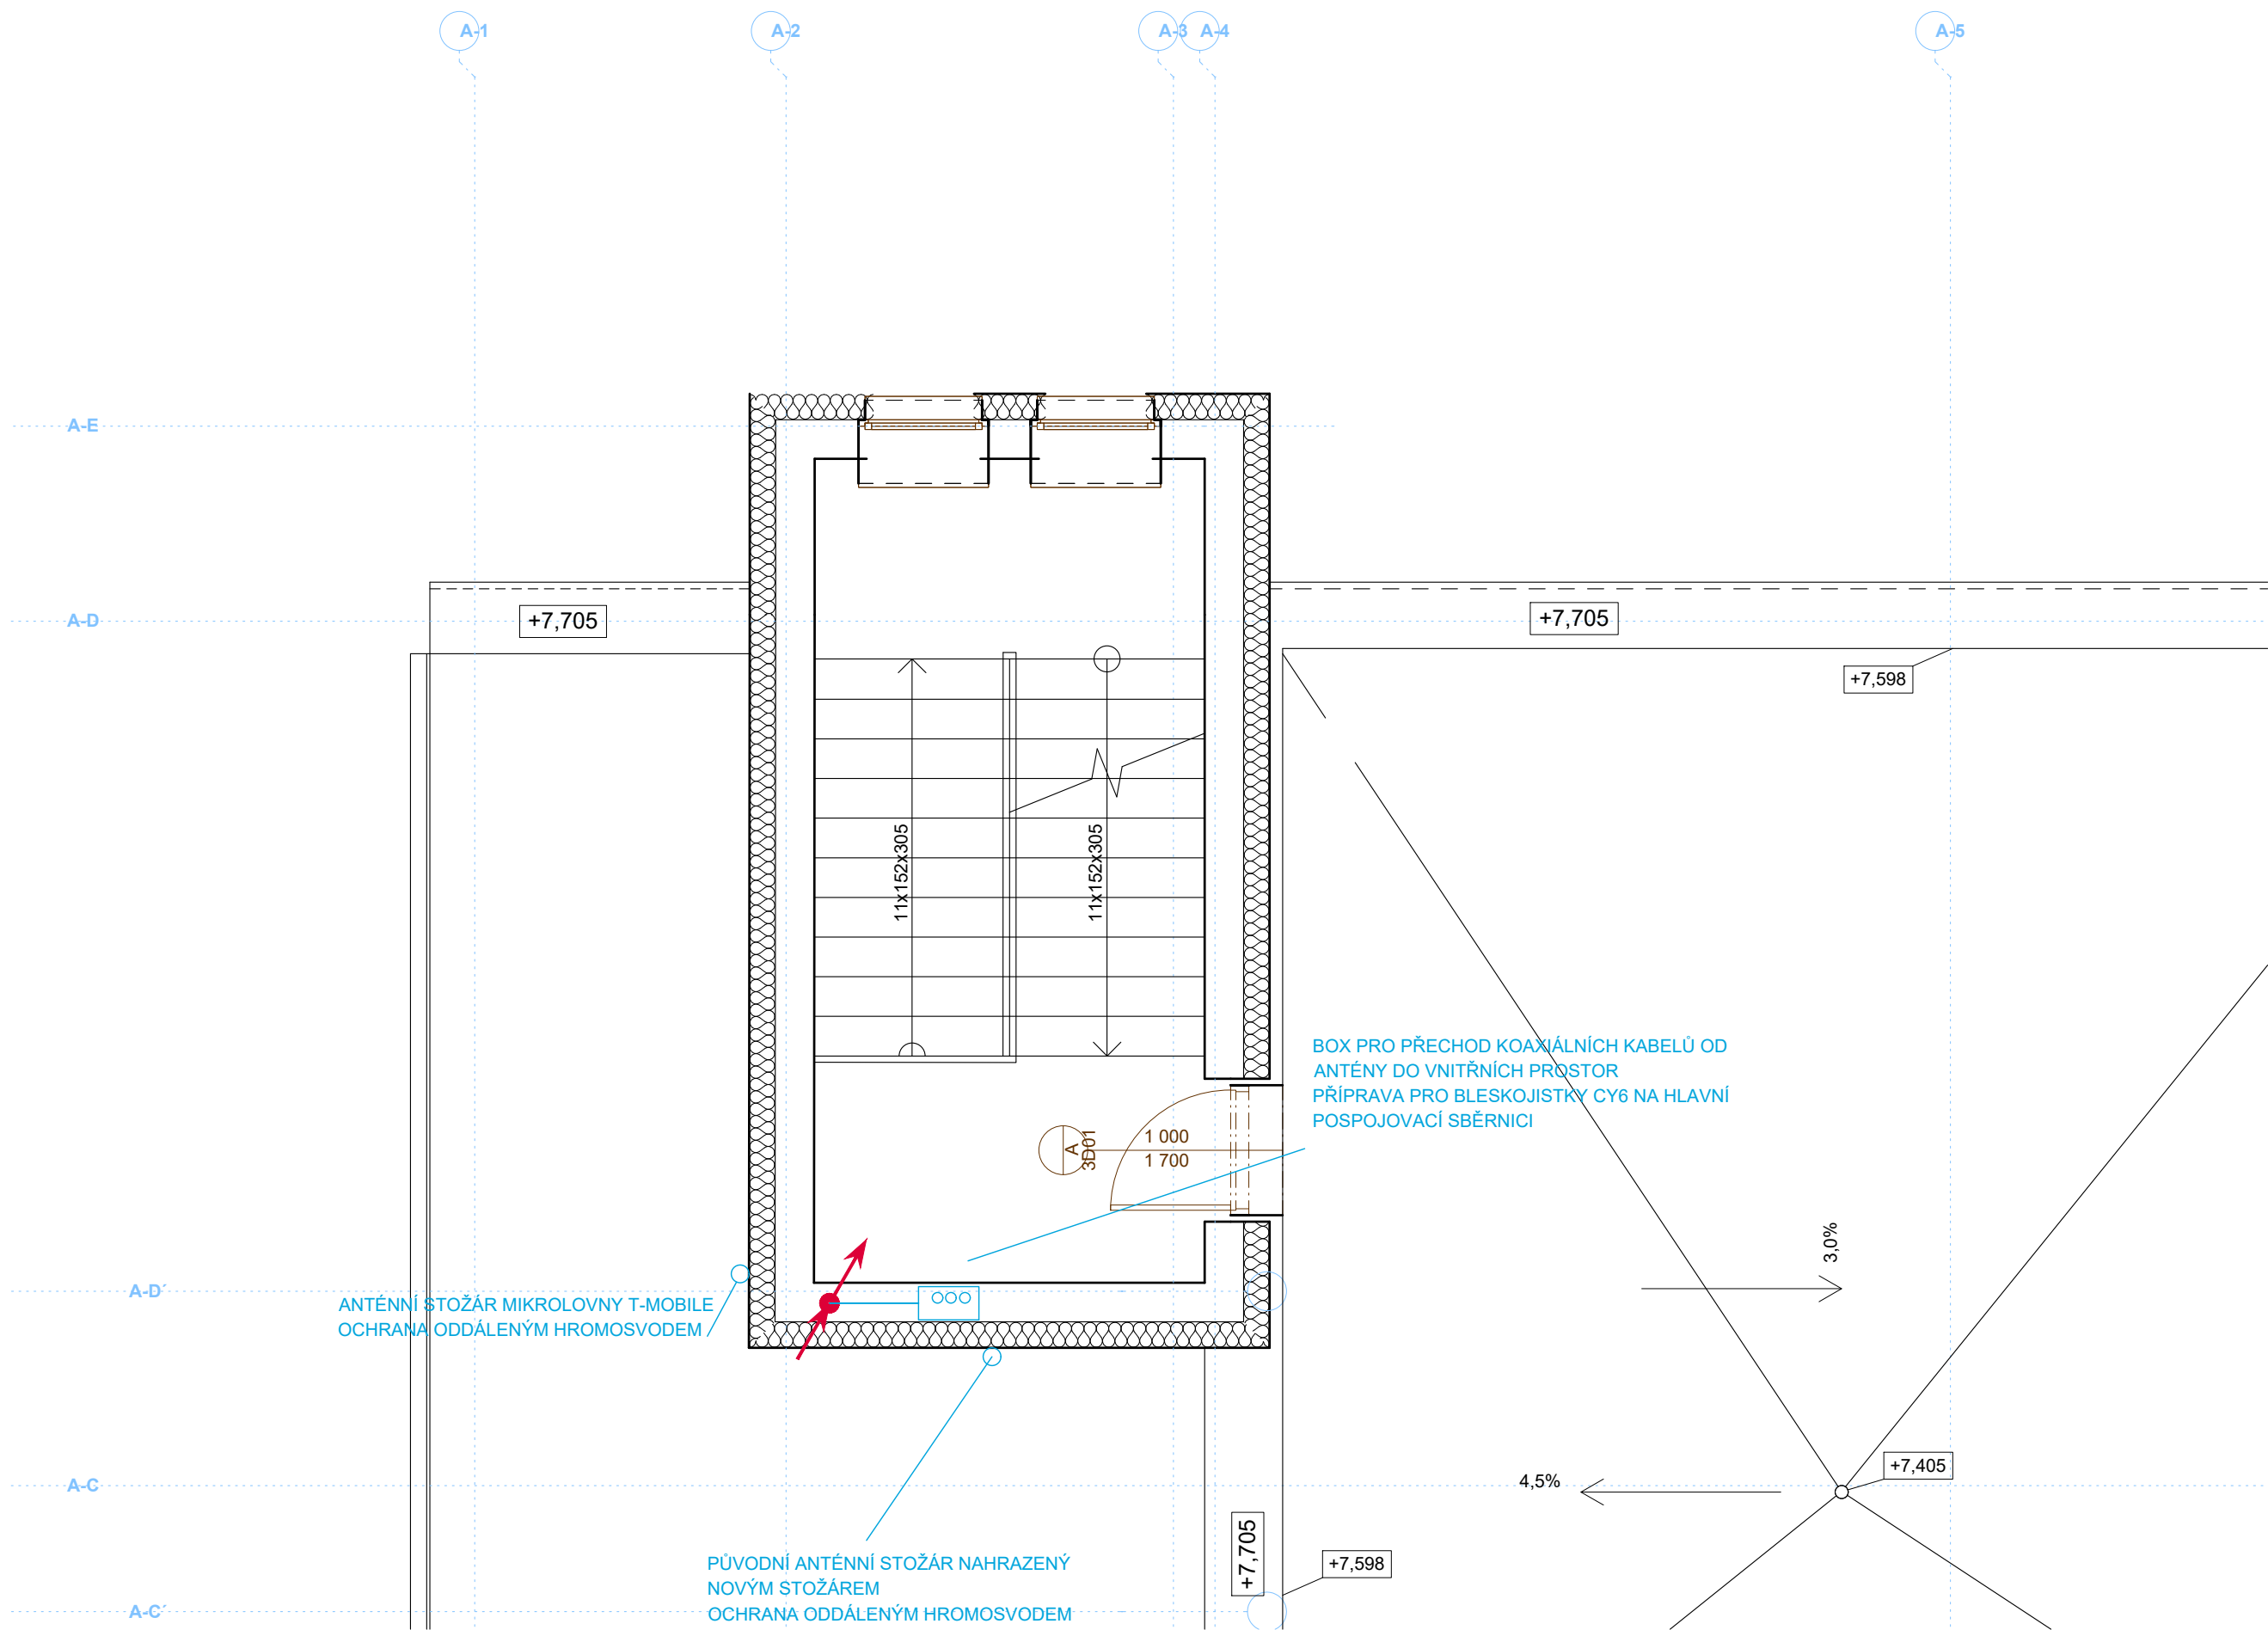 A-1
A-2
A-3
A-4
A-5
A-E
A-D
+7,705
+7,705
+7,598
11x152x305
11x152x305
BOX PRO PŘECHOD KOAXIÁLNÍCH KABELŮ OD
ANTÉNY DO VNITŘNÍCH PROSTOR
PŘÍPRAVA PRO BLESKOJISTKY CY6 NA HLAVNÍ
POSPOJOVACÍ SBĚRNICI
A
3D01
1 000
1 700
3,0%
A-D´
ANTÉNNÍ STOŽÁR MIKROLOVNY T-MOBILE
OCHRANA ODDÁLENÝM HROMOSVODEM
A-C
4,5%
+7,405
+7,705
+7,598
PŮVODNÍ ANTÉNNÍ STOŽÁR NAHRAZENÝ
NOVÝM STOŽÁREM
OCHRANA ODDÁLENÝM HROMOSVODEM
A-C´